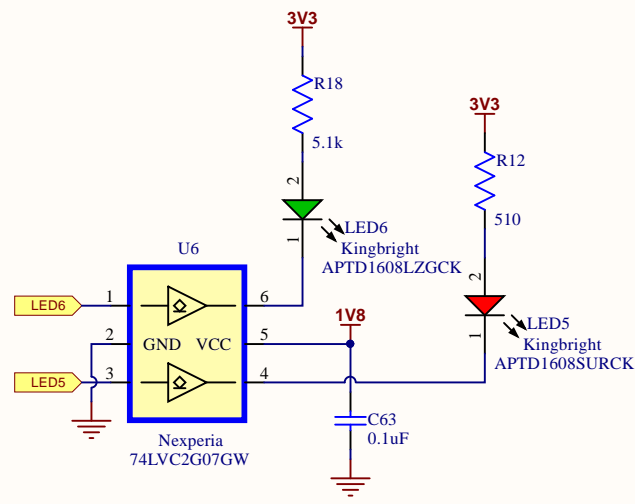 3V3
R18
5.1k
2
1
LED6
Kingbright
APTD1608LZGCK
3V3
R12
510
2
1
LED5
Kingbright
APTD1608SURCK
U6
LED6
1
6
2
GND
VCC
5
1V8
LED5
3
4
C63
0.1uF
Nexperia
74LVC2G07GW